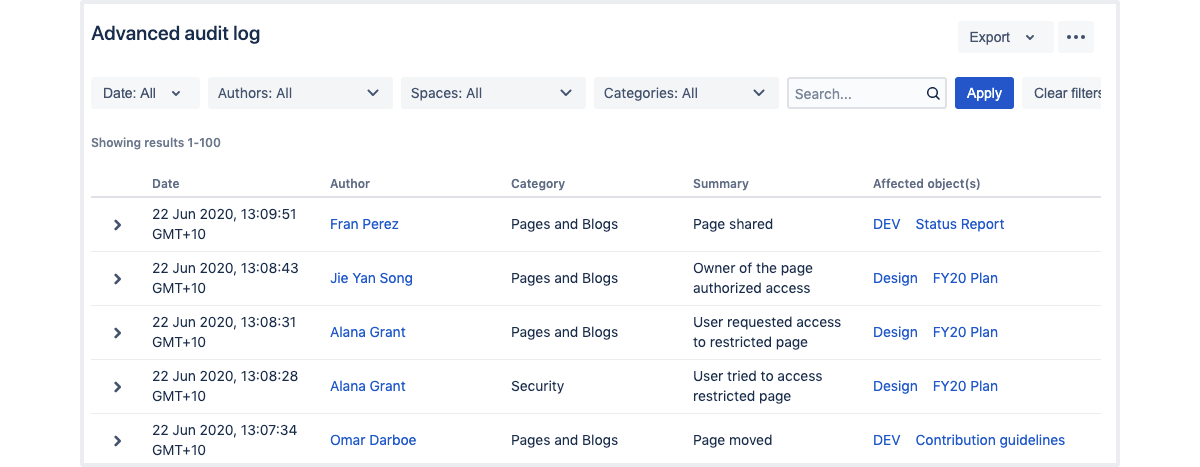 Advanced audit log
Export
Date: All
Authors: All
Spaces: All
Categories: All
Search...
Apply
Clear filters
Showing results 1-100
Date Author Category Summary Affected object(s)
22 Jun 2020, 13:09:51
GMT+10
Fran Perez
Pages and Blogs
Page shared
DEV Status Report
22 Jun 2020, 13:08:43
GMT+10
Jie Yan Song
Pages and Blogs
Owner of the page
authorized access
Design FY20 Plan
22 Jun 2020, 13:08:31
GMT+10
Alana Grant
Pages and Blogs
User requested access
to restricted page
Design FY20 Plan
22 Jun 2020, 13:08:28
GMT+10
Alana Grant
Security
User tried to access
restricted page
Design FY20 Plan
22 Jun 2020, 13:07:34
GMT+10
Omar Darboe
Pages and Blogs
Page moved
DEV Contribution guidelines